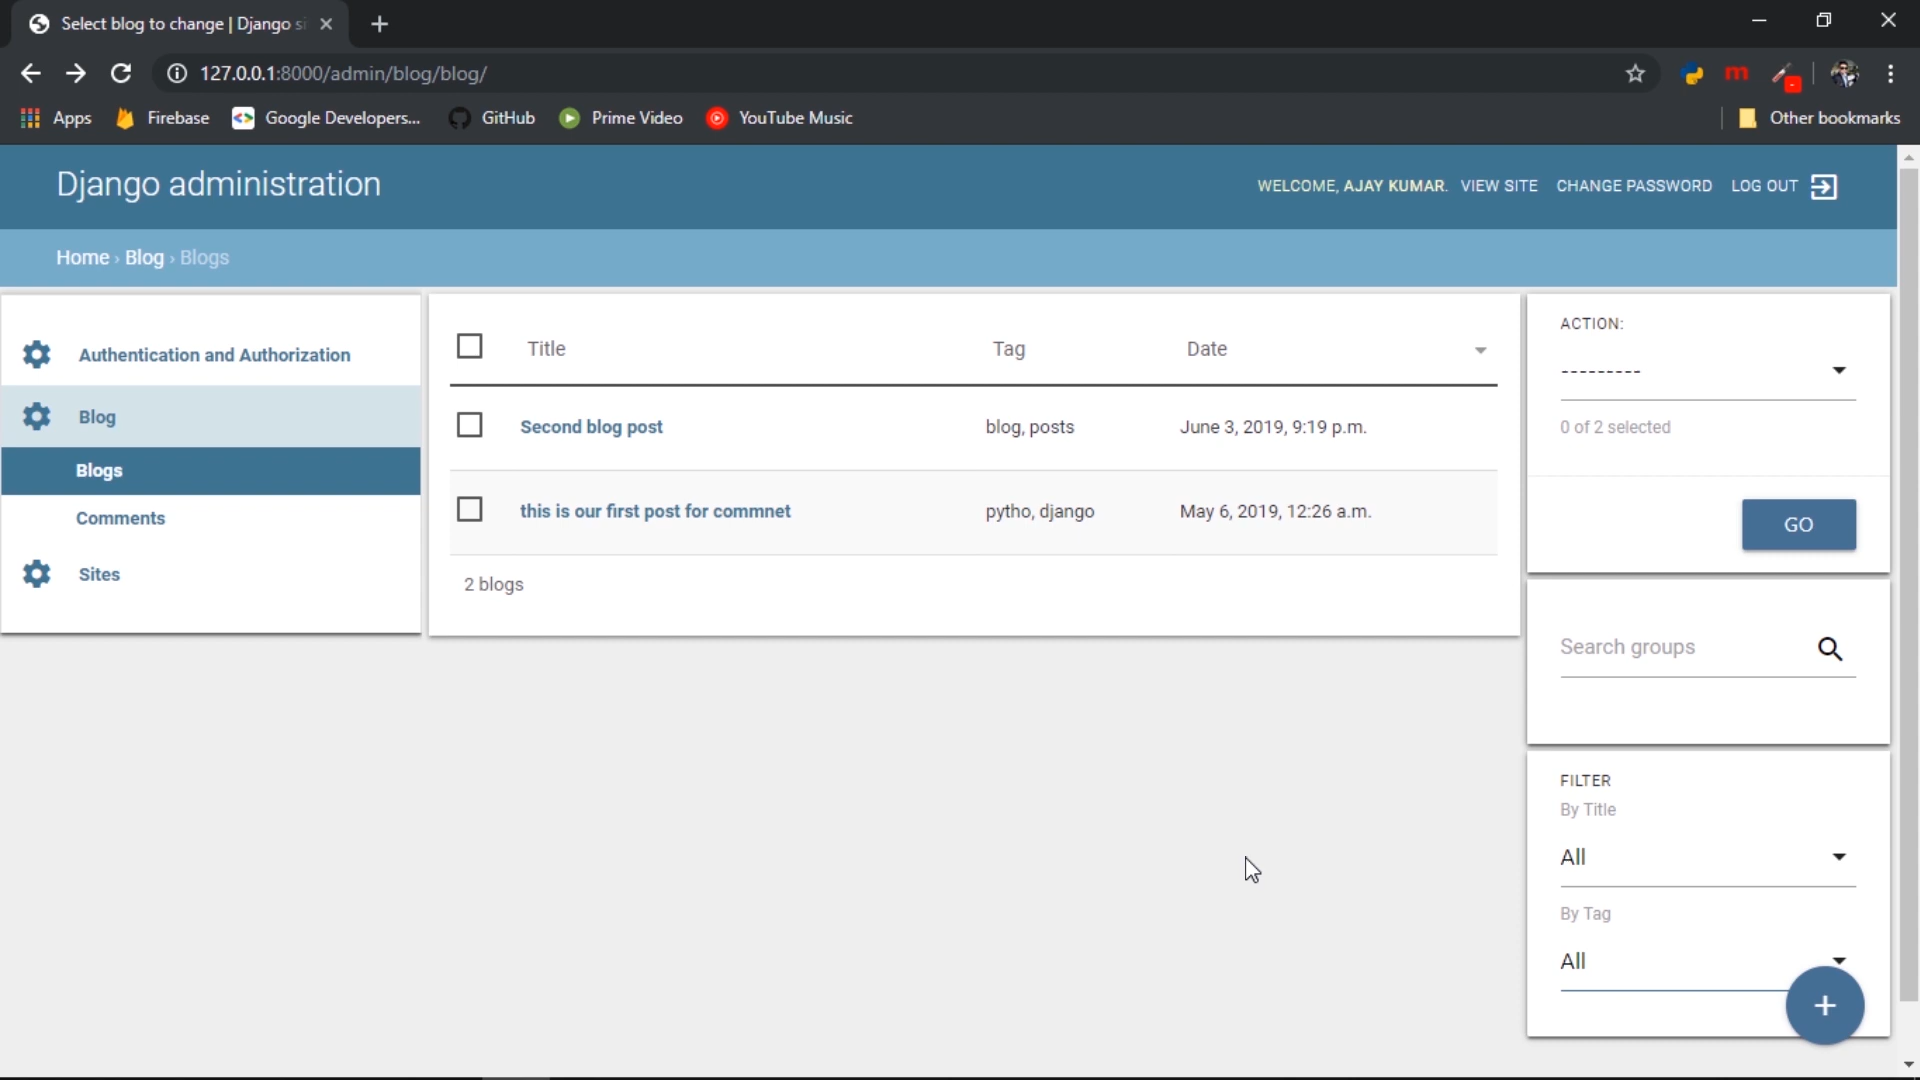 Select blog to change | Django si
127.0.0.1:8000/admin/blog/blog/
Apps Firebase Google Developers... GitHub Prime Video YouTube Music Other bookmarks
Django administration
WELCOME, AJAY KUMAR. VIEW SITE CHANGE PASSWORD LOG OUT
Home › Blog › Blogs
Authentication and Authorization
Blog
Blogs
Comments
Sites
Title Tag Date
Second blog post blog, posts June 3, 2019, 9:19 p.m.
this is our first post for commnet pytho, django May 6, 2019, 12:26 a.m.
2 blogs
ACTION:
---------
0 of 2 selected
GO
Search groups
FILTER
By Title
All
By Tag
All
+